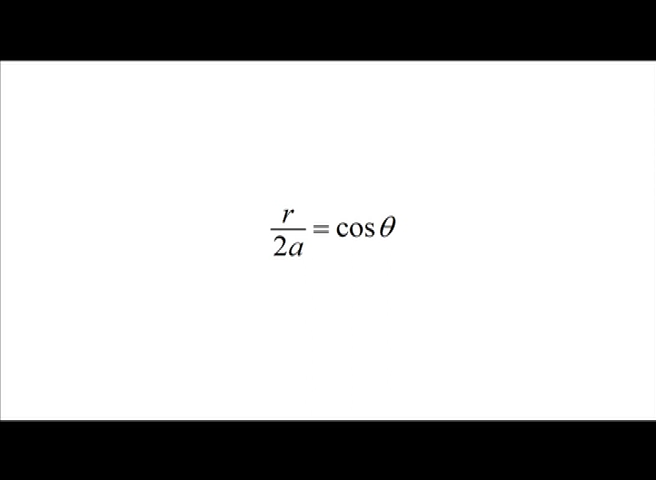 r/2a = cos θ